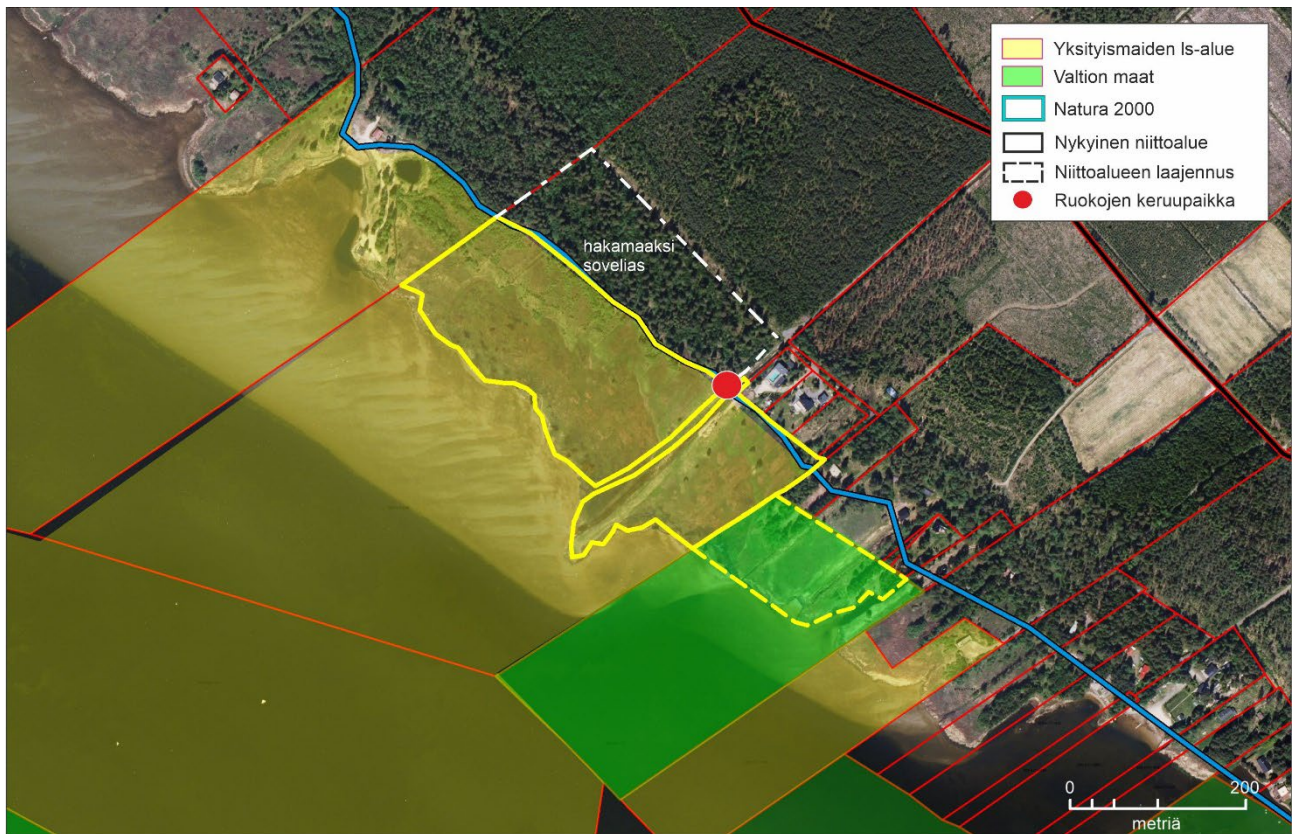 Yksityismaiden ls-alue
Valtion maat
Natura 2000
Nykyinen niittoalue
Niittoalueen laajennus
Ruokojen keruupaikka
hakamaaksi
sovelias
0
200
metriä